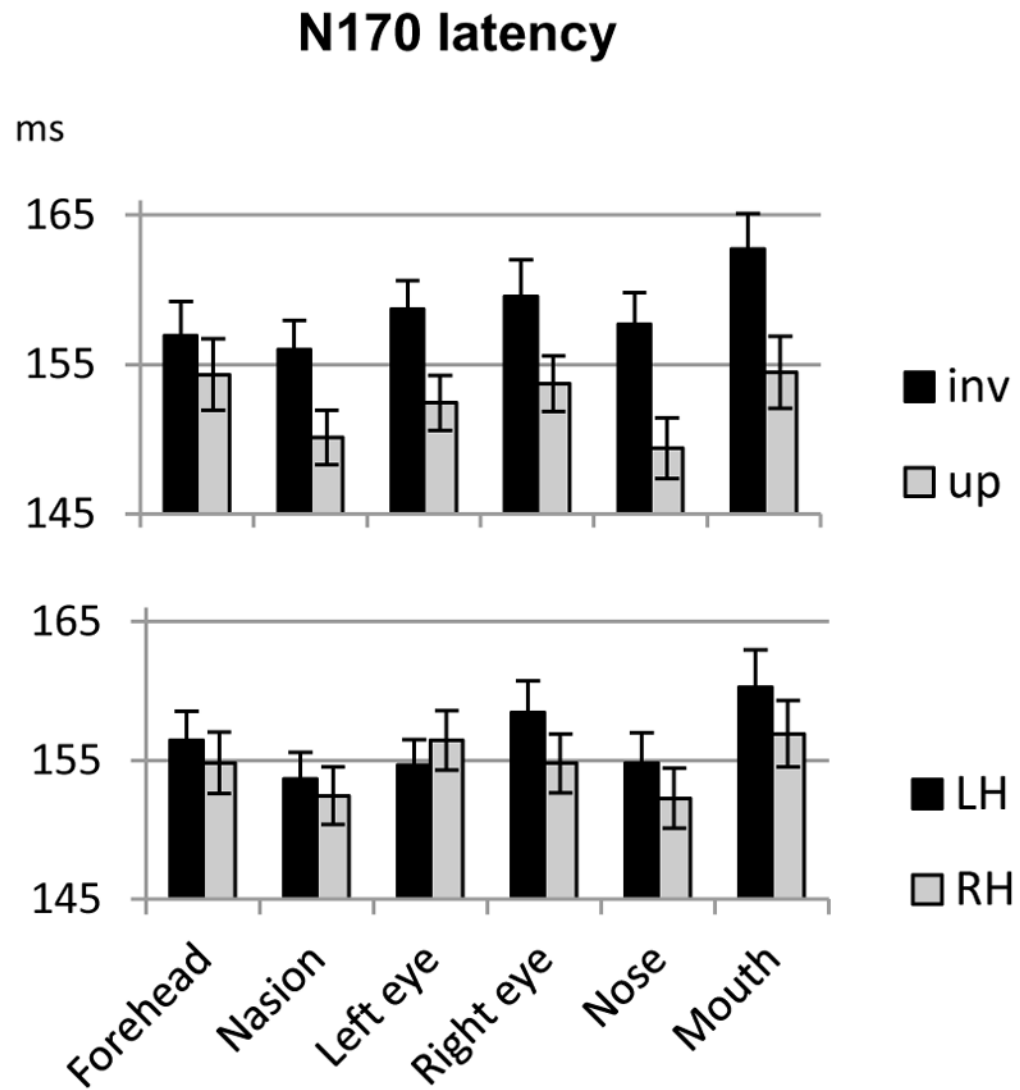 N170 latency
ms
165
155
145
inv
up
165
155
145
LH
RH
Forehead
Nasion
Left eye
Right eye
Nose
Mouth